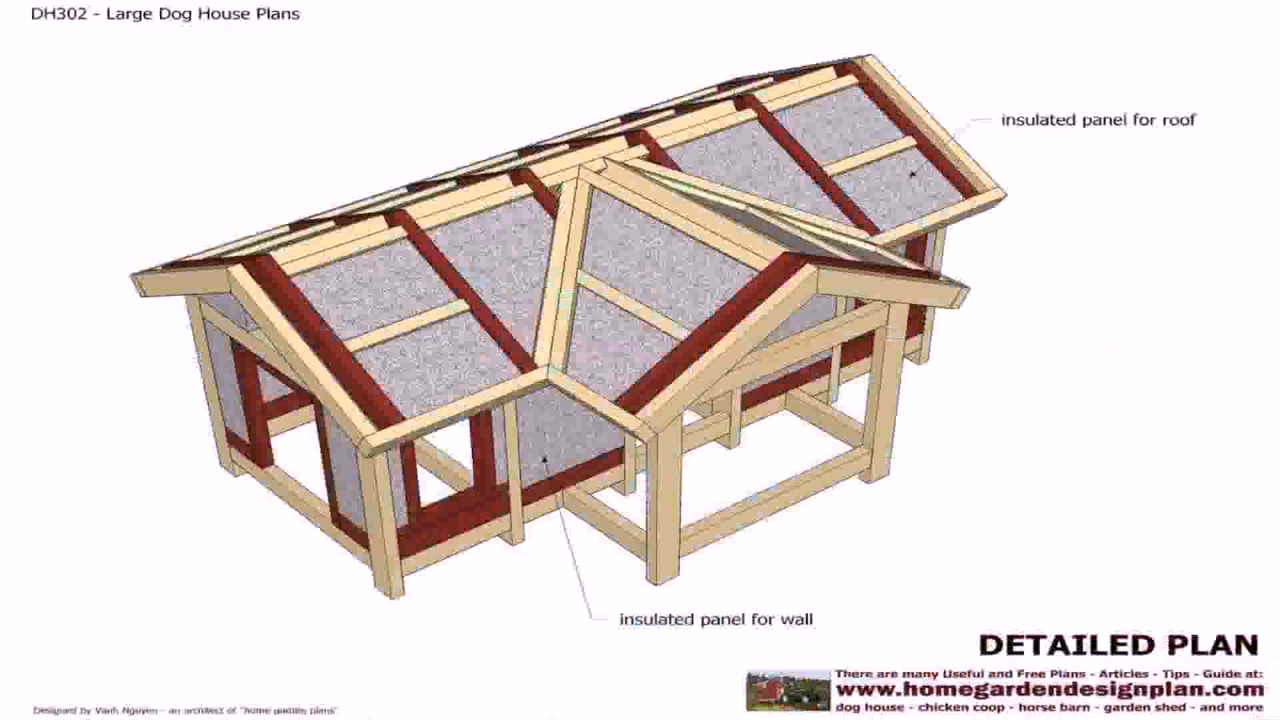 DH302 - Large Dog House Plans
insulated panel for roof
insulated panel for wall
DETAILED PLAN
There are many Useful and Free Plans - Articles - Tips - Guide at:
www.homegardendesignplan.com
dog house - chicken coop - horse barn - garden shed - and more
Designed by Vanh Nguyen - an architect of "home garden plans"